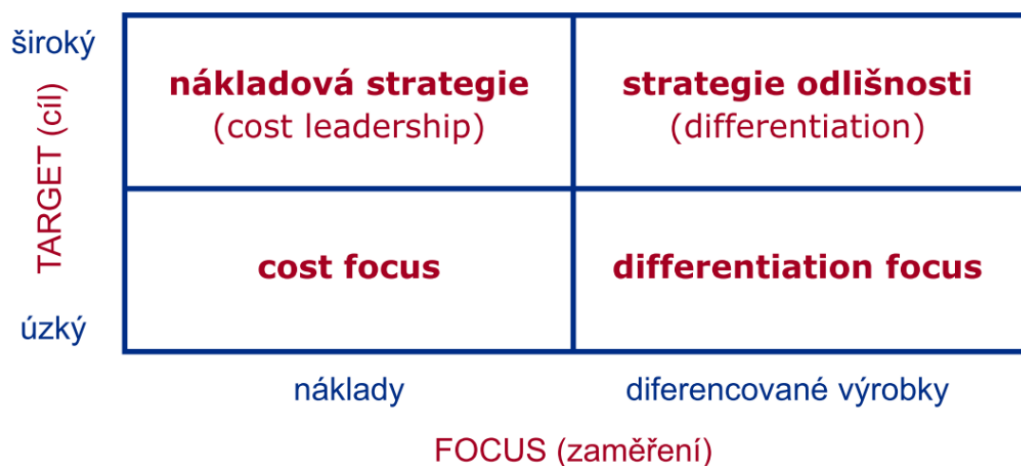 široký
nákladová strategie
(cost leadership)
strategie odlišnosti
(differentiation)
TARGET (cíl)
cost focus
differentiation focus
úzký
náklady
diferencované výrobky
FOCUS (zaměření)